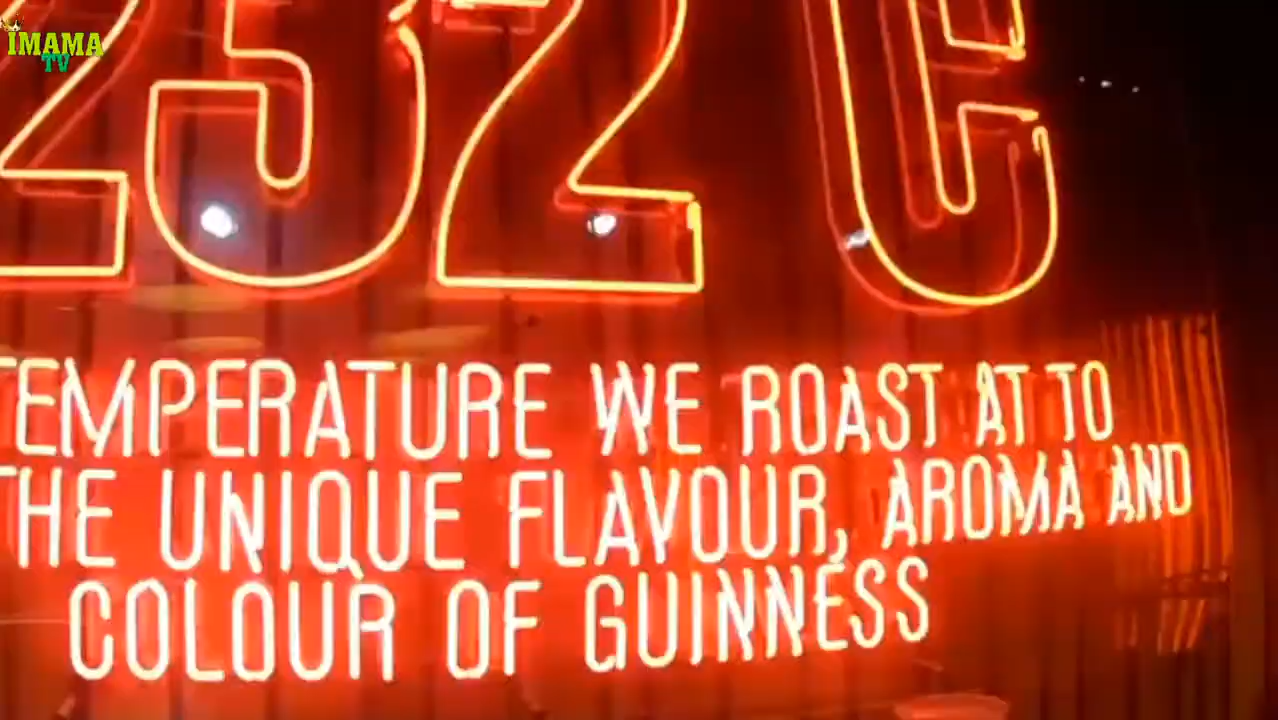 IMAMA
TV
232 C
TEMPERATURE WE ROAST AT TO
THE UNIQUE FLAVOUR, AROMA AND
COLOUR OF GUINNESS